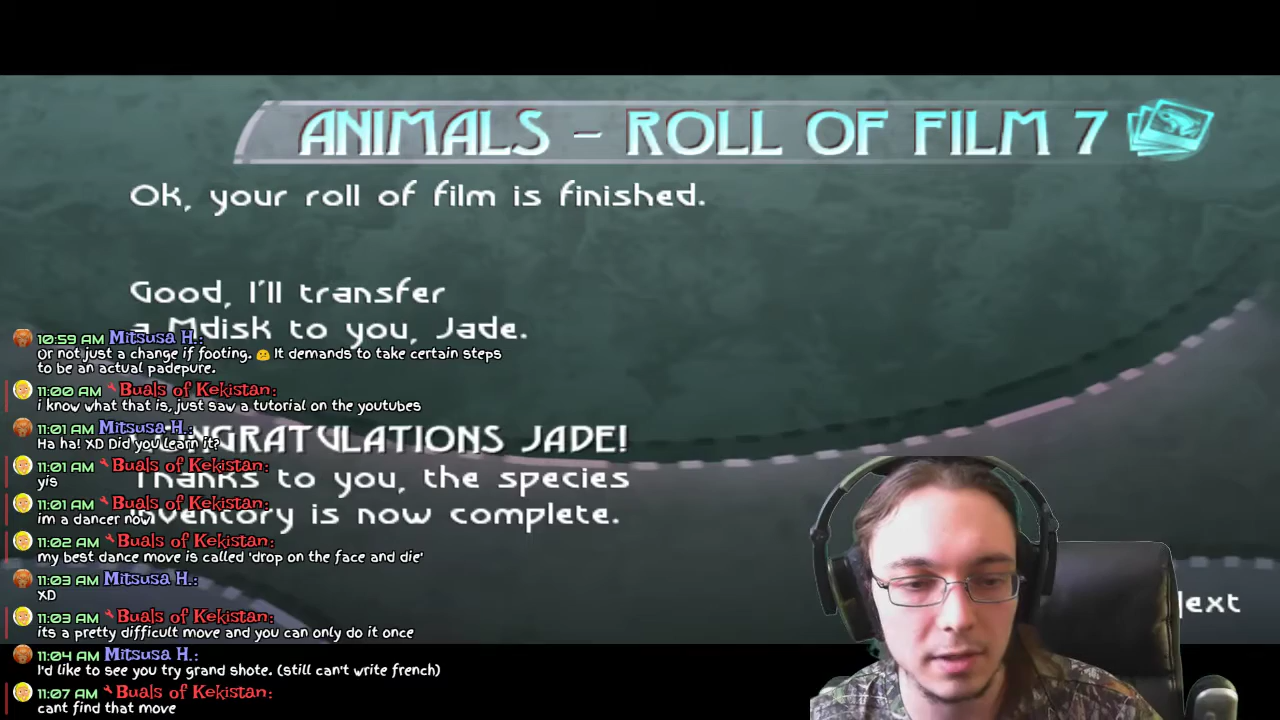 ANIMALS - ROLL OF FILM 7
Ok, your roll of film is finished.
Good, I'll transfer
a Mdisk to you, Jade.
10:59 AM Mitsusa H.:
Or not just a change if footing. It demands to take certain steps
to be an actual padepure.
11:00 AM Buals of Kekistan:
i know what that is, just saw a tutorial on the youtubes
11:01 AM Mitsusa H.:
Ha ha! XD Did you learn it?
CONGRATULATIONS JADE!
11:01 AM Buals of Kekistan:
yis
Thanks to you, the species
11:01 AM Buals of Kekistan:
im a dancer now
inventory is now complete.
11:02 AM Buals of Kekistan:
my best dance move is called 'drop on the face and die'
11:03 AM Mitsusa H.:
XD
Next
11:03 AM Buals of Kekistan:
its a pretty difficult move and you can only do it once
11:04 AM Mitsusa H.:
I'd like to see you try grand shote. (still can't write french)
11:07 AM Buals of Kekistan:
cant find that move